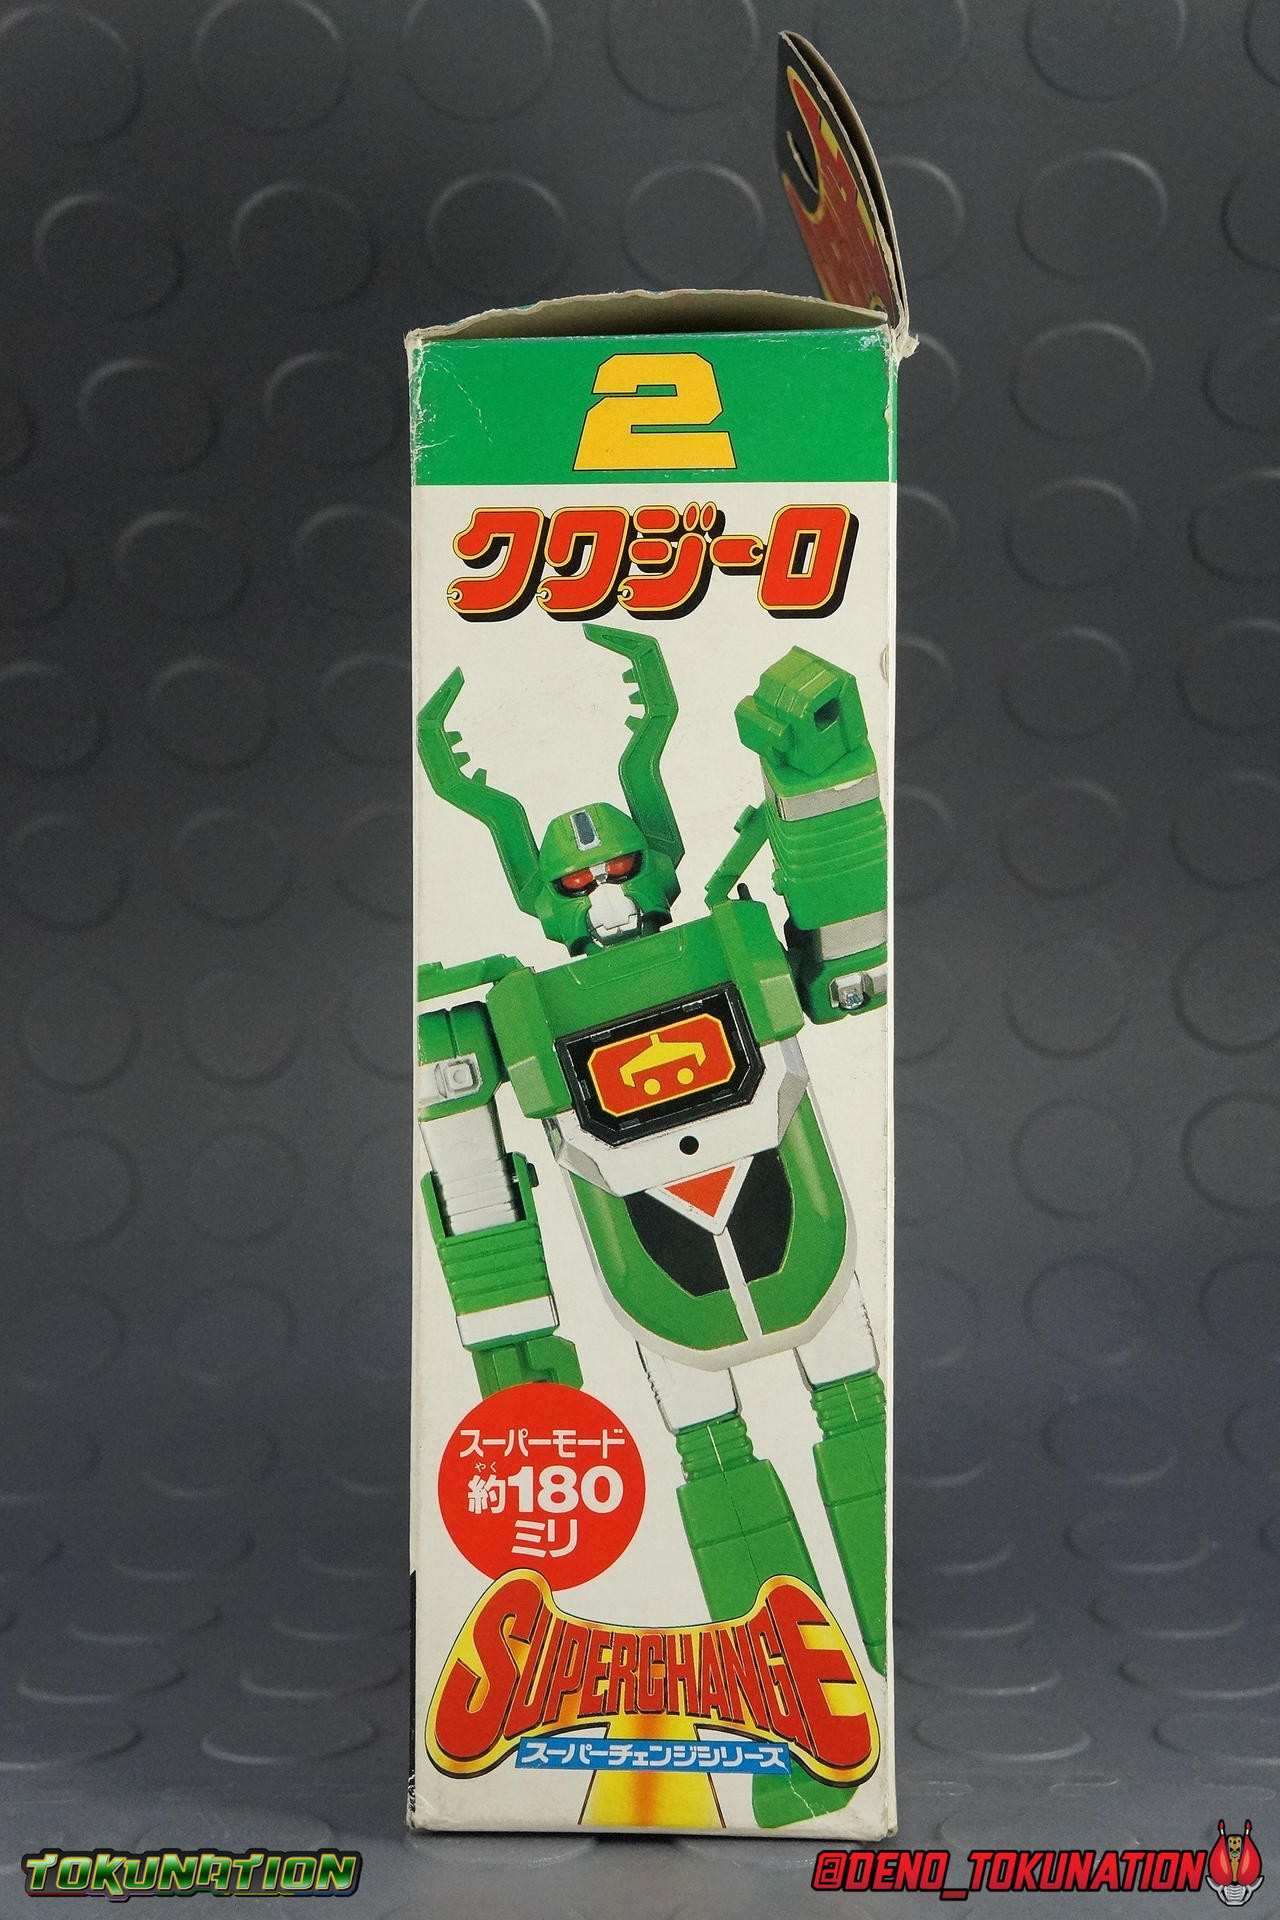 2
クワジーロ
スーパーモード
やく
約180
ミリ
SUPERCHANGE
スーパーチェンジシリーズ
TOKUNATION
@DENO_TOKUNATION